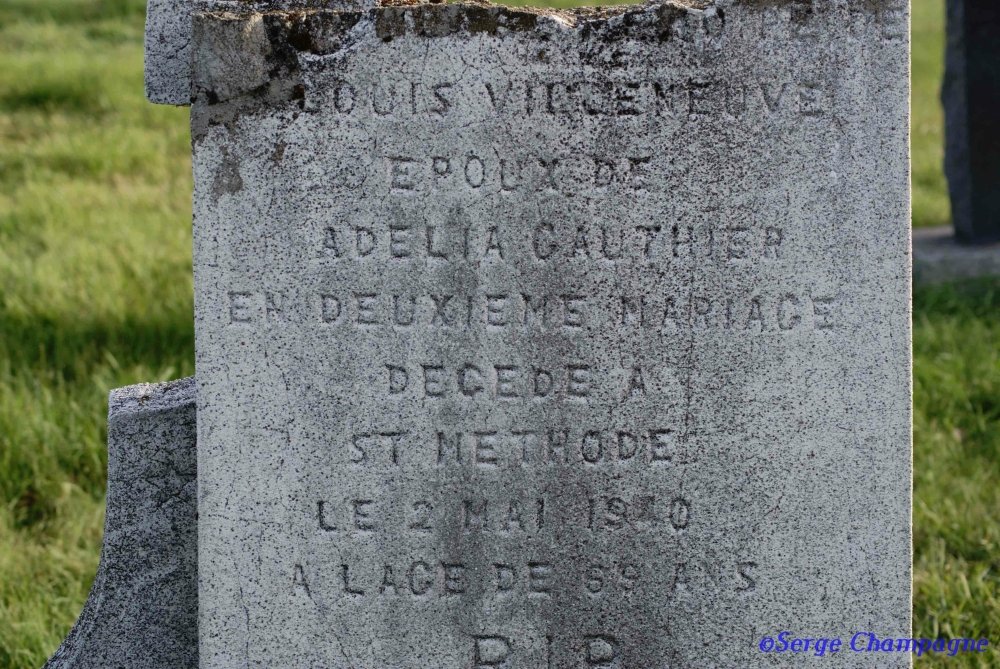 LOUIS VILLENEUVE
EPOUX DE
ADELIA GAUTHIER
EN DEUXIEME MARIAGE
DECEDE A
ST METHODE
LE 2 MAI
A L'AGE DE ANS
R.I.P.
©Serge Champagne